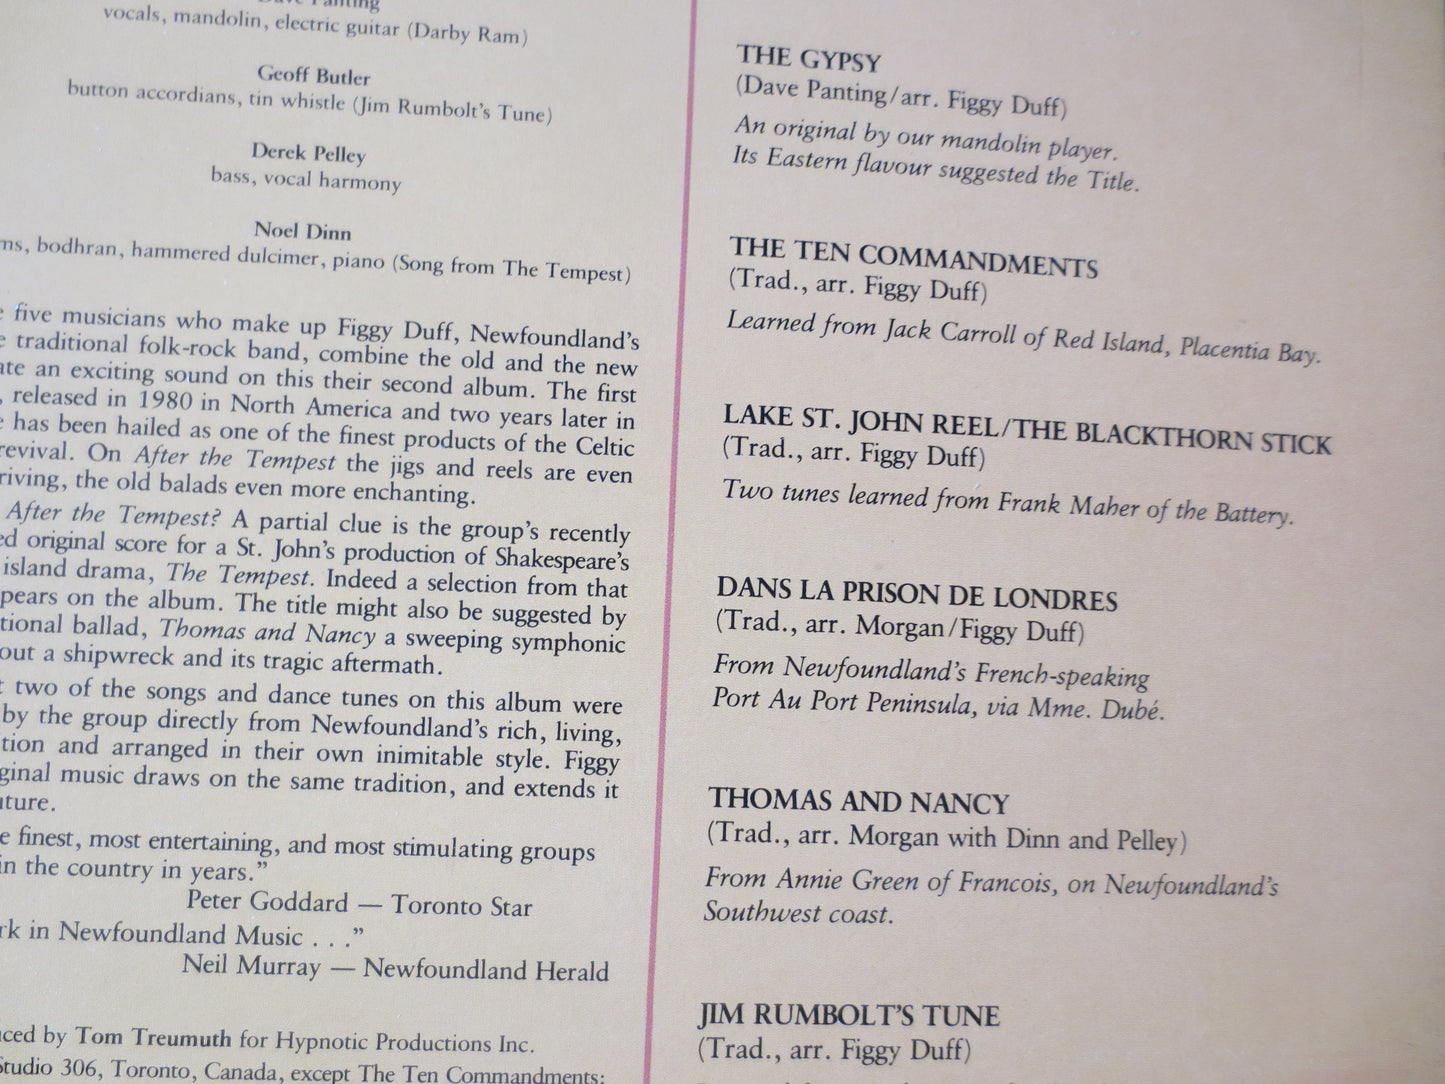 Dave Panting
vocals, mandolin, electric guitar (Darby Ram)
Geoff Butler
button accordians, tin whistle (Jim Rumbolt's Tune)
Derek Pelley
bass, vocal harmony
Noel Dinn
bodhran, hammered dulcimer, piano (Song from The Tempest)
five musicians who make up Figgy Duff, Newfoundland's
traditional folk-rock band, combine the old and the new
an exciting sound on this their second album. The first
, released in 1980 in North America and two years later in
has been hailed as one of the finest products of the Celtic
revival. On After the Tempest the jigs and reels are even
riving, the old balads even more enchanting.
After the Tempest? A partial clue is the group's recently
ed original score for a St. John's production of Shakespeare's
island drama, The Tempest. Indeed a selection from that
pears on the album. The title might also be suggested by
tional ballad, Thomas and Nancy a sweeping symphonic
out a shipwreck and its tragic aftermath.
two of the songs and dance tunes on this album were
by the group directly from Newfoundland's rich, living,
tion and arranged in their own inimitable style. Figgy
ginal music draws on the same tradition, and extends it
uture.
e finest, most entertaining, and most stimulating groups
in the country in years."
Peter Goddard — Toronto Star
rk in Newfoundland Music . . ."
Neil Murray — Newfoundland Herald
uced by Tom Treumuth for Hypnotic Productions Inc.
Studio 306, Toronto, Canada, except The Ten Commandments:
THE GYPSY
(Dave Panting/arr. Figgy Duff)
An original by our mandolin player.
Its Eastern flavour suggested the Title.
THE TEN COMMANDMENTS
(Trad., arr. Figgy Duff)
Learned from Jack Carroll of Red Island, Placentia Bay.
LAKE ST. JOHN REEL/THE BLACKTHORN STICK
(Trad., arr. Figgy Duff)
Two tunes learned from Frank Maher of the Battery.
DANS LA PRISON DE LONDRES
(Trad., arr. Morgan/Figgy Duff)
From Newfoundland's French-speaking
Port Au Port Peninsula, via Mme. Dubé.
THOMAS AND NANCY
(Trad., arr. Morgan with Dinn and Pelley)
From Annie Green of Francois, on Newfoundland's
Southwest coast.
JIM RUMBOLT'S TUNE
(Trad., arr. Figgy Duff)